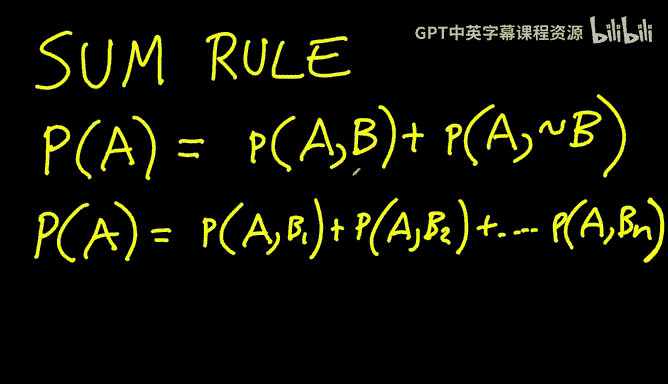 GPT中英字幕课程资源 bilibili
SUM RULE
P(A) = P(A,B)+ P(A,~B)
P(A) = P(A,B₁)+P(A,B₂)+.... P(A,Bn)